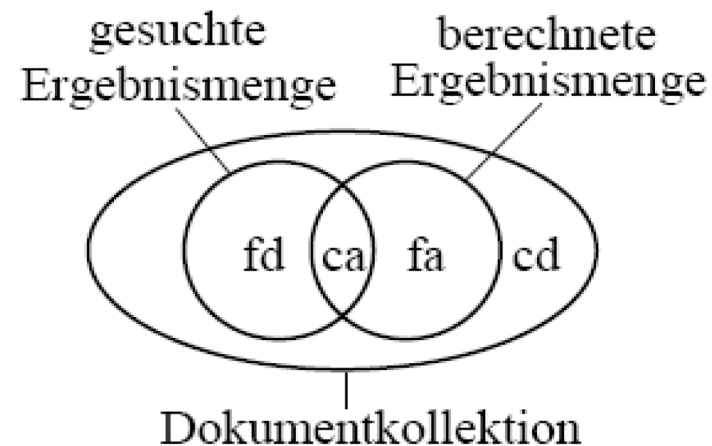 gesuchte
Ergebnismenge
berechnete
Ergebnismenge
fd ca fa cd
Dokumentkollektion